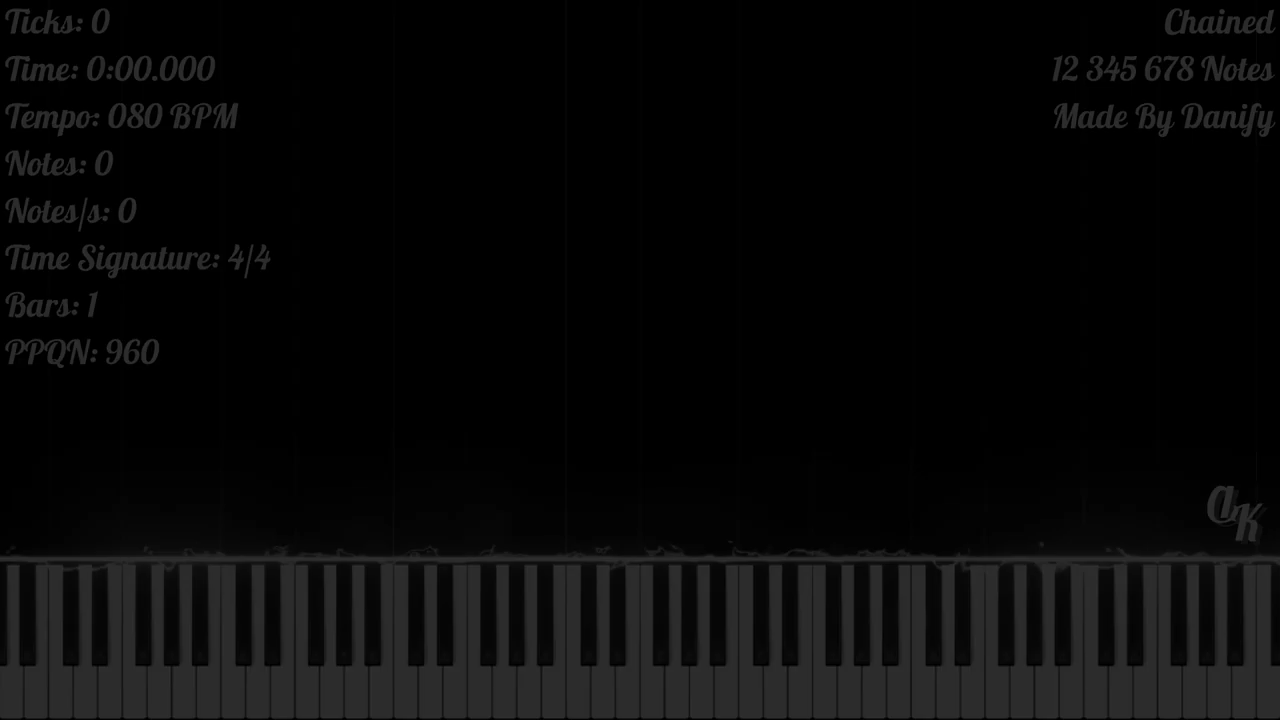 Ticks: 0
Time: 0:00.000
Tempo: 080 BPM
Notes: 0
Notes/s: 0
Time Signature: 4/4
Bars: 1
PPQN: 960
Chained
12 345 678 Notes
Made By Danify
aK